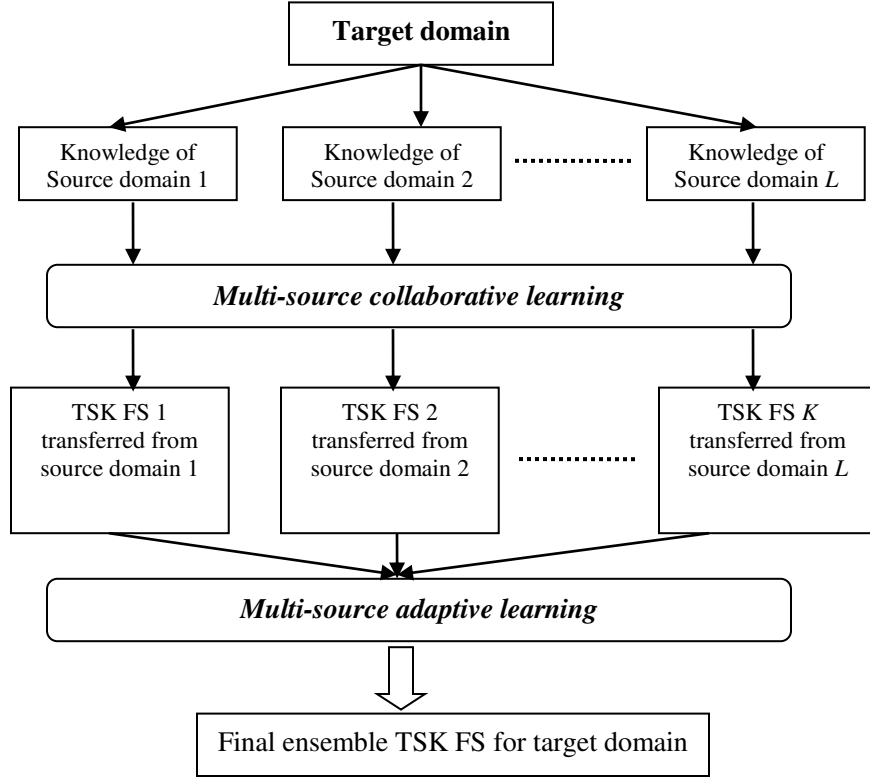 Target domain
Knowledge of
Source domain 1
Knowledge of
Source domain 2
Knowledge of
Source domain L
Multi-source collaborative learning
TSK FS 1
transferred from
source domain 1
TSK FS 2
transferred from
source domain 2
TSK FS K
transferred from
source domain L
Multi-source adaptive learning
Final ensemble TSK FS for target domain